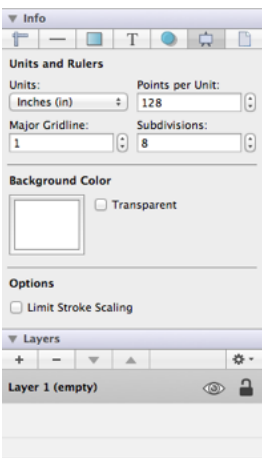 Info
T
Units and Rulers
Units: Points per Unit:
Inches (in) 128
Major Gridline: Subdivisions:
1 8
Background Color
Transparent
Options
Limit Stroke Scaling
Layers
+ −
Layer 1 (empty)